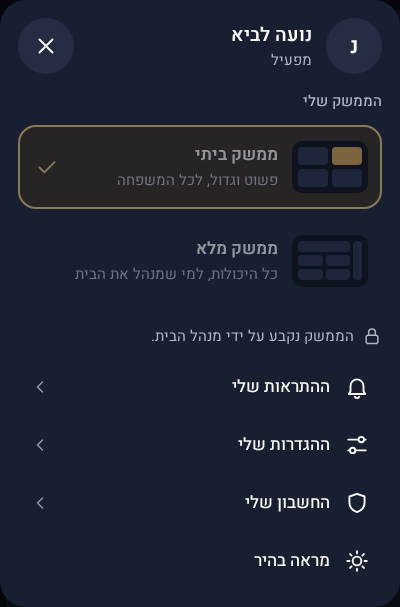 נ
נועה לביא
מפעיל
הממשק שלי
ממשק ביתי
פשוט וגדול, לכל המשפחה
ממשק מלא
כל היכולות, למי שמנהל את הבית
הממשק נקבע על ידי מנהל הבית.
ההתראות שלי
ההגדרות שלי
החשבון שלי
מראה בהיר